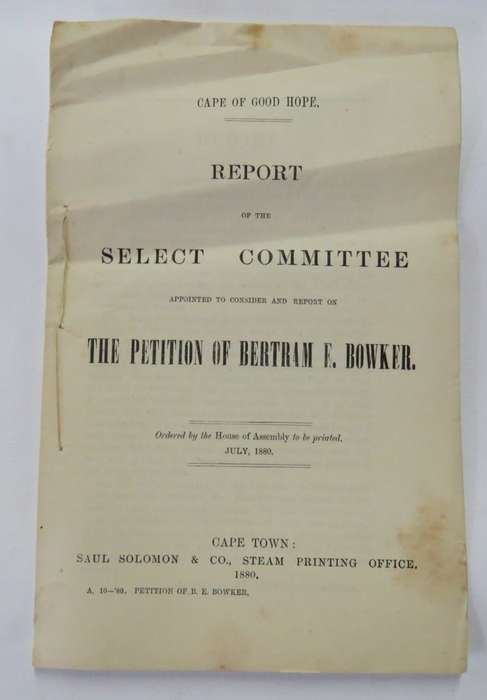 CAPE OF GOOD HOPE.
REPORT
OF THE
SELECT COMMITTEE
APPOINTED TO CONSIDER AND REPORT ON
THE PETITION OF BERTRAM E. BOWKER.
Ordered by the House of Assembly to be printed.
JULY, 1880.
CAPE TOWN:
SAUL SOLOMON & CO., STEAM PRINTING OFFICE.
1880.
A. 10—'80. PETITION OF B. E. BOWKER.